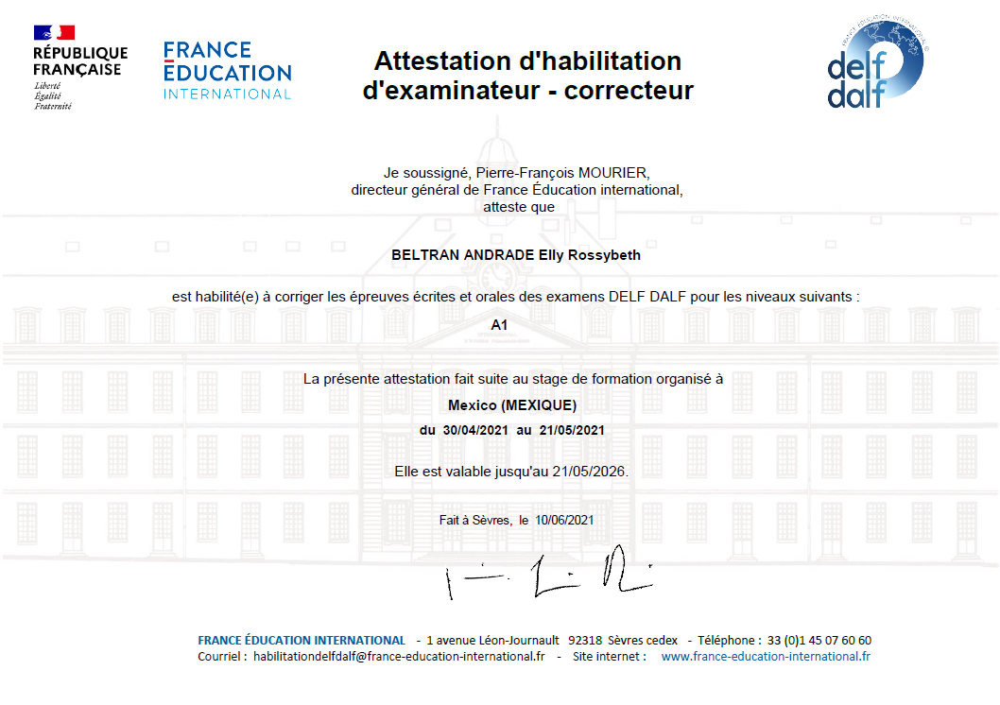 RÉPUBLIQUE
FRANÇAISE
Liberté
Égalité
Fraternité
FRANCE
ÉDUCATION
INTERNATIONAL
Attestation d'habilitation
d'examinateur - correcteur
FRANCE ÉDUCATION INTERNATIONAL ©
delf
dalf
Je soussigné, Pierre-François MOURIER,
directeur général de France Éducation international,
atteste que
BELTRAN ANDRADE Elly Rossybeth
est habilité(e) à corriger les épreuves écrites et orales des examens DELF DALF pour les niveaux suivants :
A1
La présente attestation fait suite au stage de formation organisé à
Mexico (MEXIQUE)
du 30/04/2021 au 21/05/2021
Elle est valable jusqu'au 21/05/2026.
Fait à Sèvres, le 10/06/2021
FRANCE ÉDUCATION INTERNATIONAL - 1 avenue Léon-Journault 92318 Sèvres cedex - Téléphone : 33 (0)1 45 07 60 60
Courriel : habilitationdelfdalf@france-education-international.fr - Site internet : www.france-education-international.fr